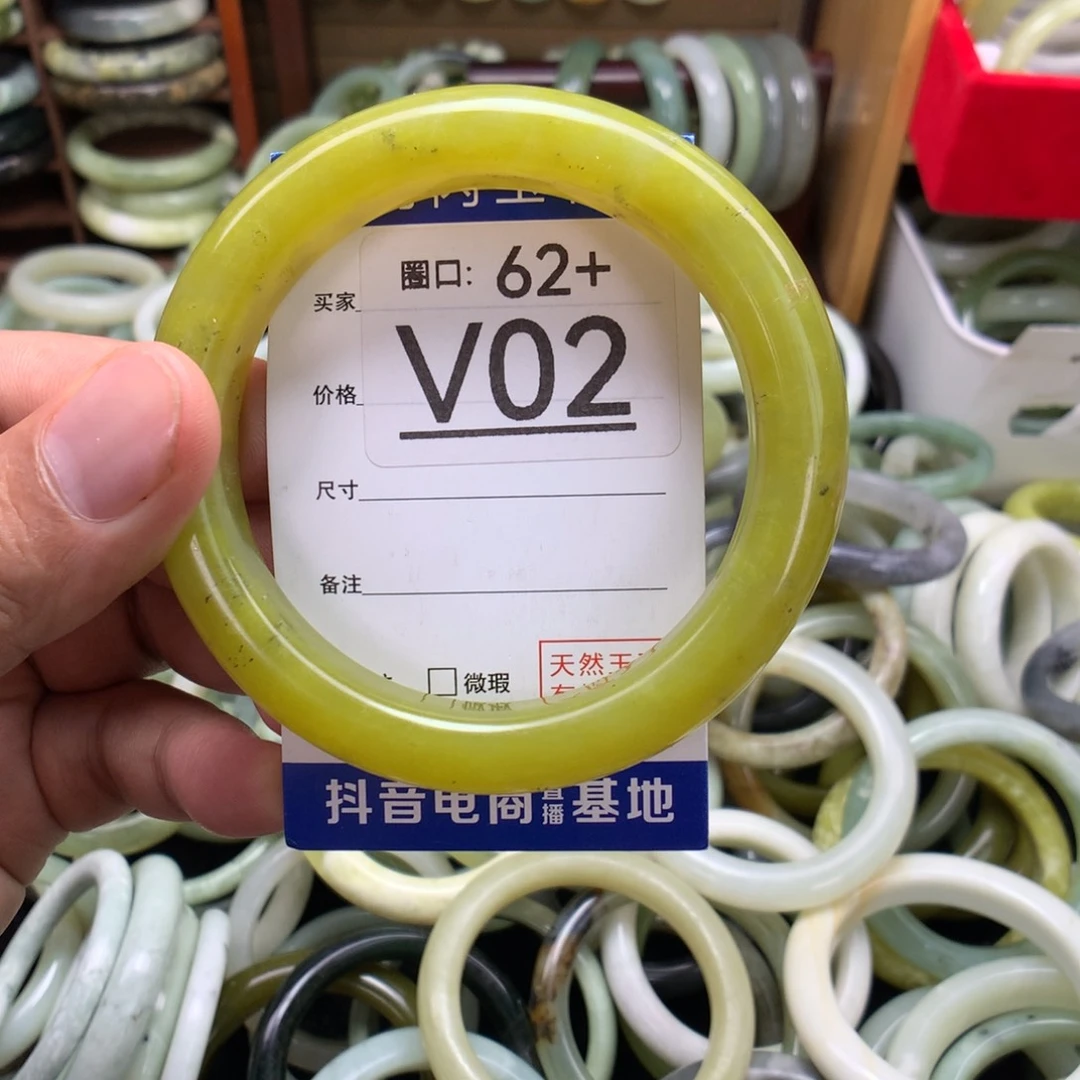 圈口: 62+
买家
V02
价格
尺寸
备注
微瑕
天然玉
抖音电商直播基地